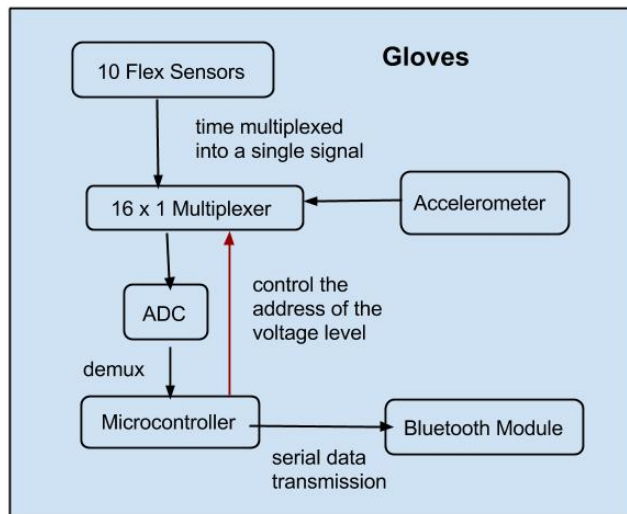 Gloves
10 Flex Sensors
time multiplexed
into a single signal
16 x 1 Multiplexer
Accelerometer
control the
address of the
voltage level
ADC
demux
Microcontroller
Bluetooth Module
serial data
transmission